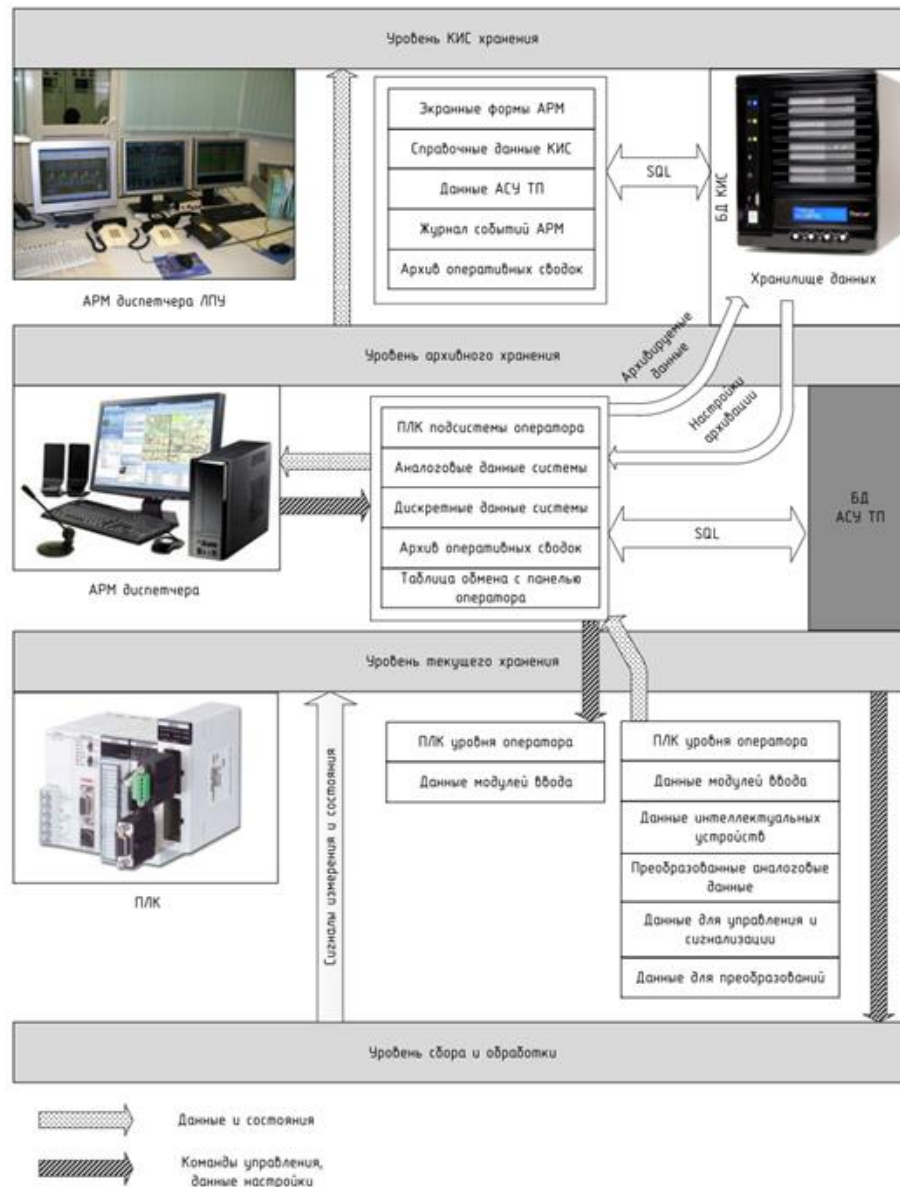 Уровень КИС хранения
Экранные формы АРМ
Справочные данные КИС
Данные АСУ ТП
Журнал событий АРМ
Архив оперативных сводок
SQL
БД КИС
АРМ диспетчера ЛПУ
Хранилище данных
Уровень архивного хранения
Архивируемые
данные
Настройки
архивации
ПЛК подсистемы оператора
Аналоговые данные системы
Дискретные данные системы
Архив оперативных сводок
Таблица обмена с панелью
оператора
SQL
БД
АСУ ТП
АРМ диспетчера
Уровень текущего хранения
ПЛК
Сигналы измерения и состояния
ПЛК уровня оператора
Данные модулей ввода
ПЛК уровня оператора
Данные модулей ввода
Данные интеллектуальных
устройств
Преобразованные аналоговые
данные
Данные для управления и
сигнализации
Данные для преобразований
Уровень сбора и обработки
Данные и состояния
Команды управления,
данные настройки